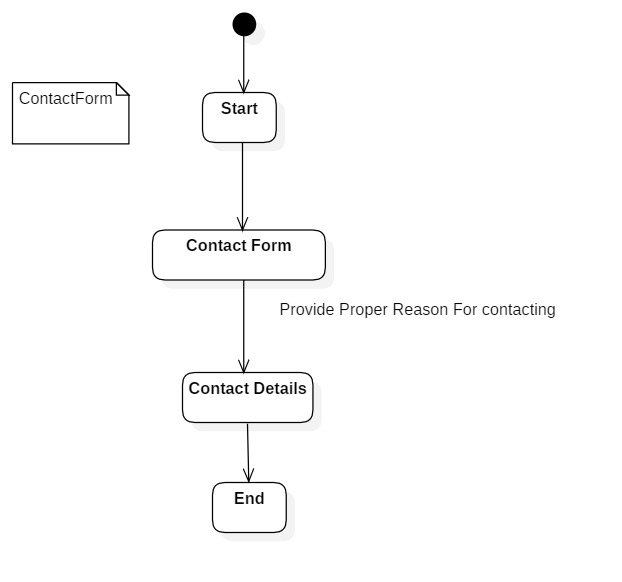 ContactForm
Start
Contact Form
Provide Proper Reason For contacting
Contact Details
End